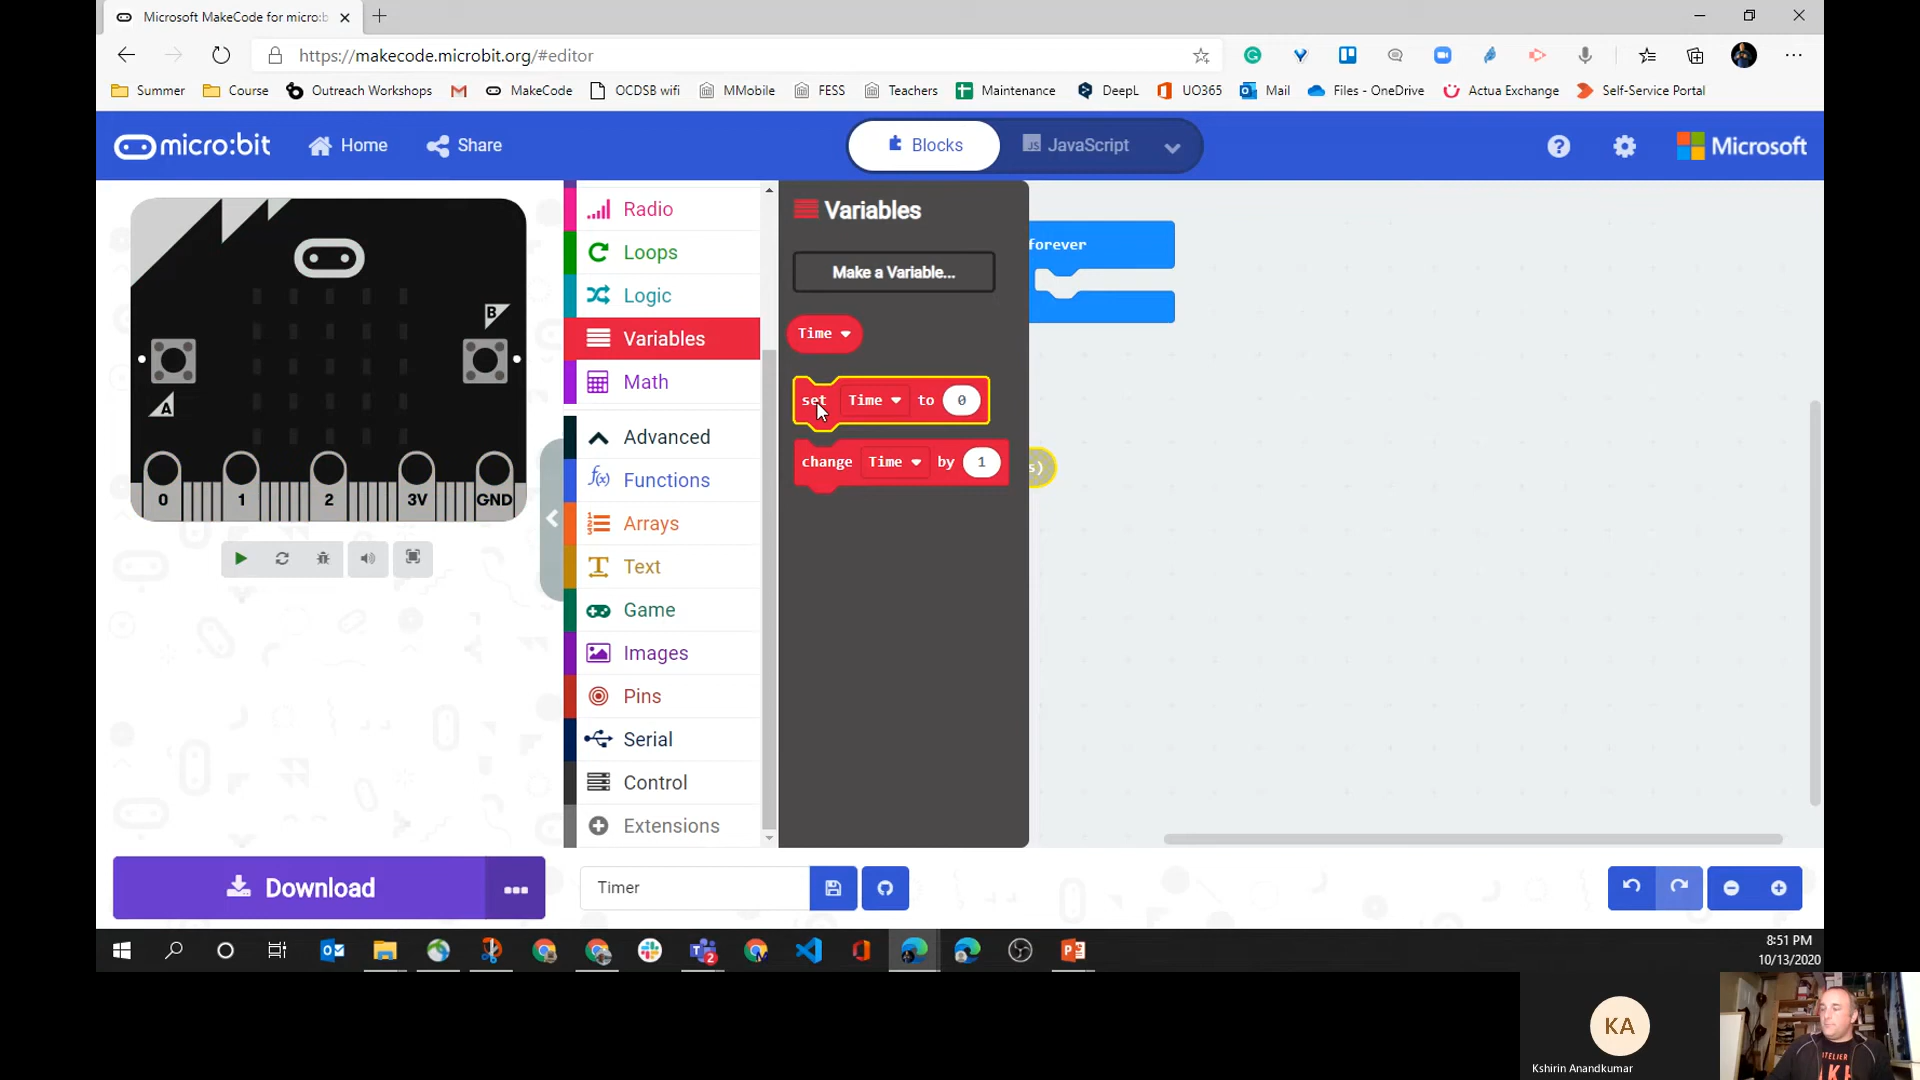 Microsoft MakeCode for micro:b
https://makecode.microbit.org/#editor
Summer Course Outreach Workshops MakeCode OCDSB wifi MMobile FESS Teachers Maintenance DeepL UO365 Mail Files - OneDrive Actua Exchange Self-Service Portal
micro:bit Home Share Blocks JS JavaScript ? Microsoft
Radio
Loops
Logic
Variables
Math
Advanced
f(x) Functions
Arrays
Text
Game
Images
Pins
Serial
Control
Extensions
Variables
Make a Variable...
Time
set Time to 0
change Time by 1
forever
s)
A
B
0 1 2 3V GND
Download ...
Timer
8:51 PM
10/13/2020
KA
Kshirin Anandkumar